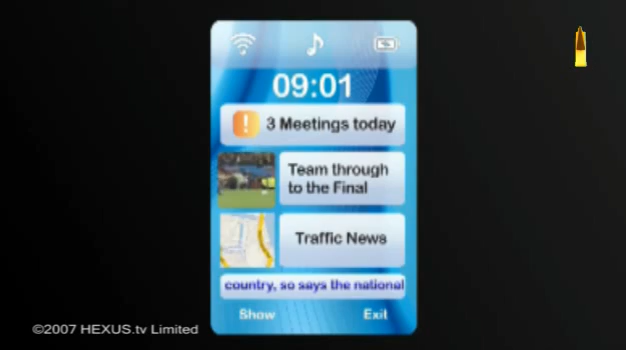 09:01
3 Meetings today
Team through
to the Final
Traffic News
country, so says the national
Show
Exit
©2007 HEXUS.tv Limited